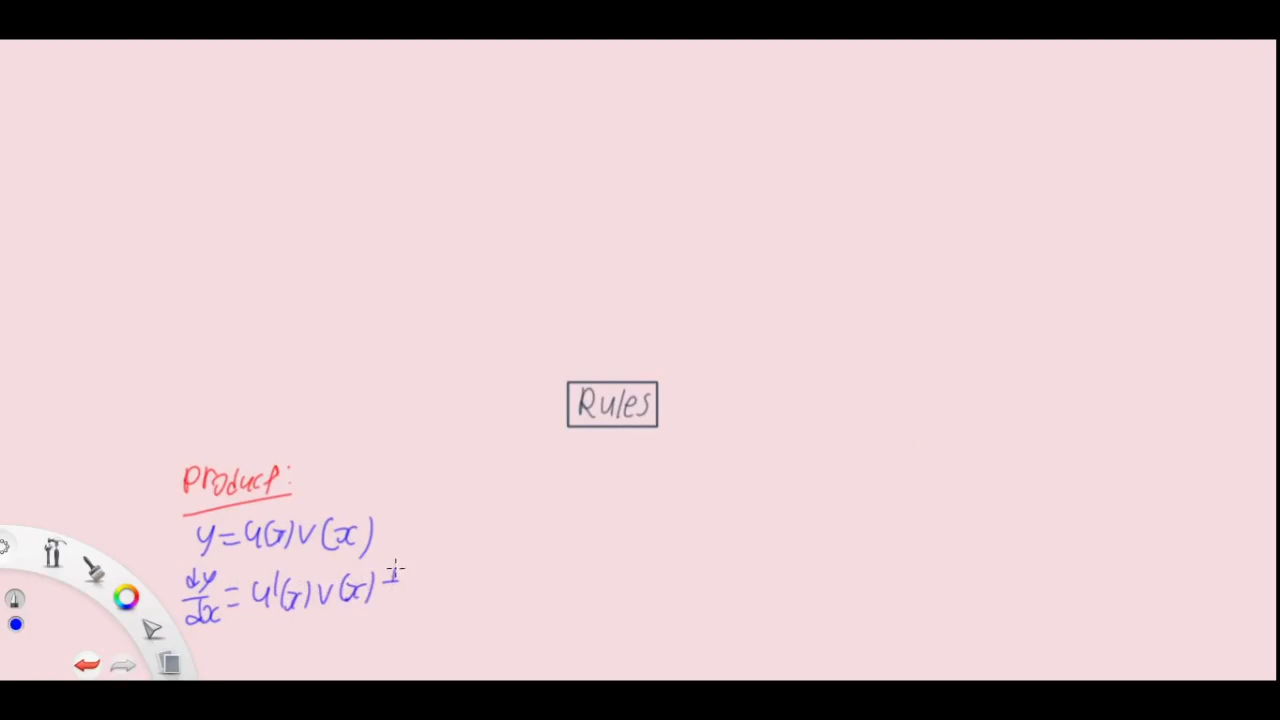 Rules
Product:
y = u(x) v(x)
dy/dx = u'(x) v(x) +